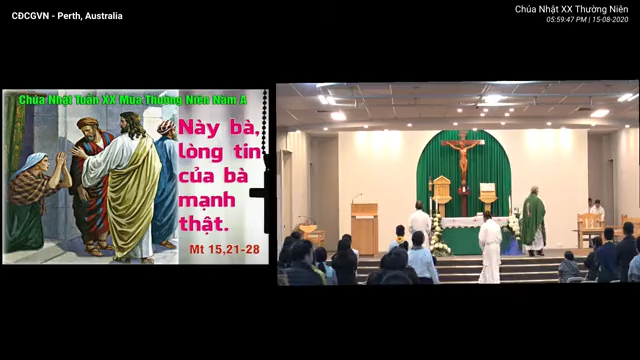 CĐCGVN - Perth, Australia
Chúa Nhật XX Thường Niên
05:59:47 PM | 15-08-2020
Chúa Nhật Tuần XX Mùa Thường Niên Năm A
Này bà,
lòng tin
của bà
mạnh
thật.
Mt 15,21-28